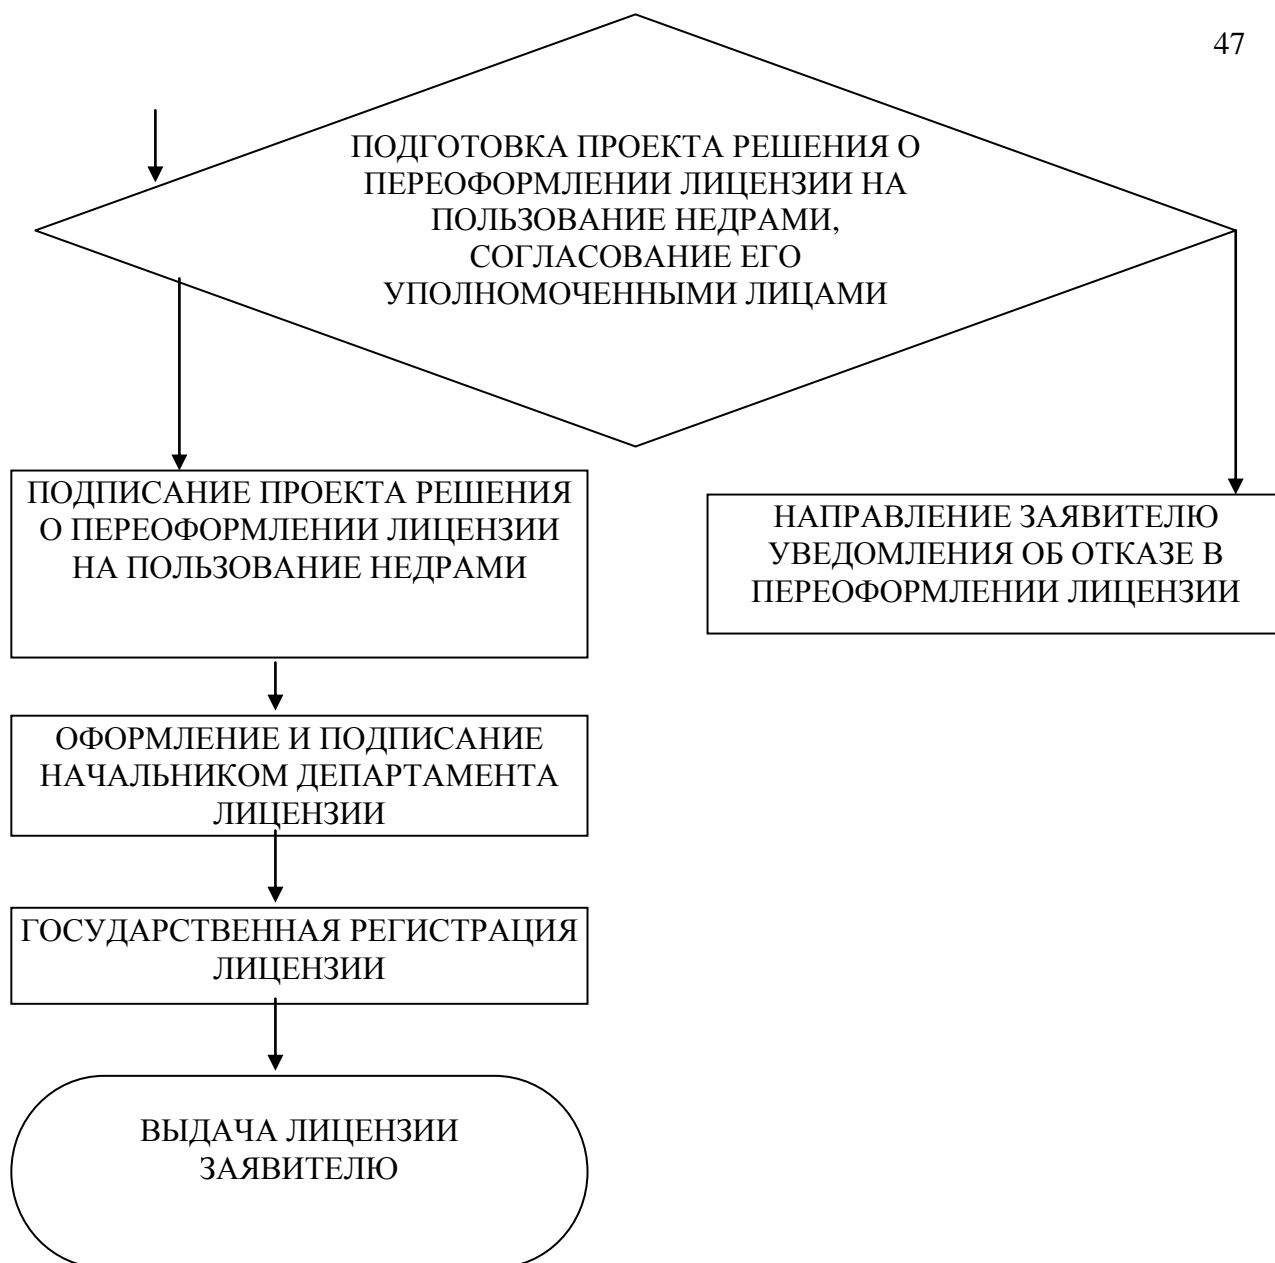 47
ПОДГОТОВКА ПРОЕКТА РЕШЕНИЯ О
ПЕРЕОФОРМЛЕНИИ ЛИЦЕНЗИИ НА
ПОЛЬЗОВАНИЕ НЕДРАМИ,
СОГЛАСОВАНИЕ ЕГО
УПОЛНОМОЧЕННЫМИ ЛИЦАМИ
ПОДПИСАНИЕ ПРОЕКТА РЕШЕНИЯ
О ПЕРЕОФОРМЛЕНИИ ЛИЦЕНЗИИ
НА ПОЛЬЗОВАНИЕ НЕДРАМИ
НАПРАВЛЕНИЕ ЗАЯВИТЕЛЮ
УВЕДОМЛЕНИЯ ОБ ОТКАЗЕ В
ПЕРЕОФОРМЛЕНИИ ЛИЦЕНЗИИ
ОФОРМЛЕНИЕ И ПОДПИСАНИЕ
НАЧАЛЬНИКОМ ДЕПАРТАМЕНТА
ЛИЦЕНЗИИ
ГОСУДАРСТВЕННАЯ РЕГИСТРАЦИЯ
ЛИЦЕНЗИИ
ВЫДАЧА ЛИЦЕНЗИИ
ЗАЯВИТЕЛЮ